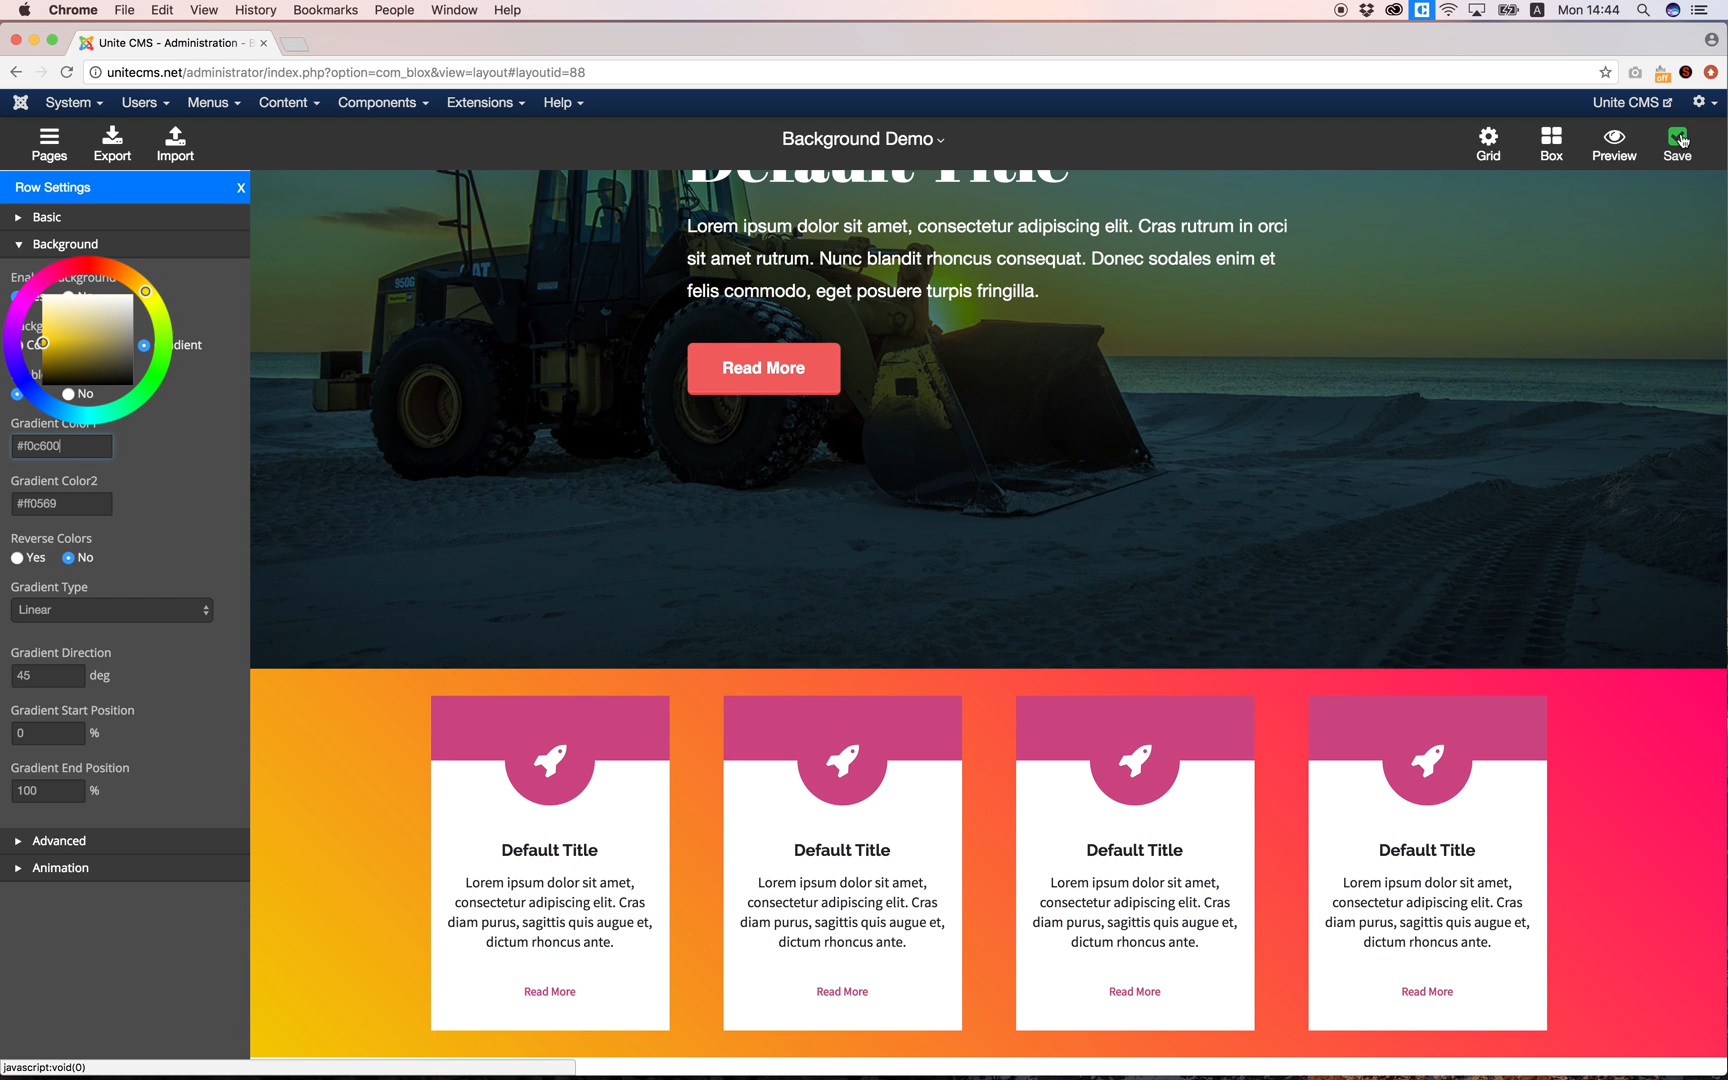 Chrome File Edit View History Bookmarks People Window Help Mon 14:44
Unite CMS - Administration -
unitecms.net/administrator/index.php?option=com_blox&view=layout#layoutid=88
off
System Users Menus Content Components Extensions Help Unite CMS
Pages Export Import Background Demo Grid Box Preview Save
Row Settings X
Basic
Background
No
No
Gradient Color1
#f0c600
Gradient Color2
#ff0569
Reverse Colors
Yes No
Gradient Type
Linear
Gradient Direction
45 deg
Gradient Start Position
0 %
Gradient End Position
100 %
Advanced
Animation
javascript:void(0)
Default Title
Lorem ipsum dolor sit amet, consectetur adipiscing elit. Cras rutrum in orci
sit amet rutrum. Nunc blandit rhoncus consequat. Donec sodales enim et
felis commodo, eget posuere turpis fringilla.
Read More
CAT
950G
Default Title
Lorem ipsum dolor sit amet,
consectetur adipiscing elit. Cras
diam purus, sagittis quis augue et,
dictum rhoncus ante.
Read More
Default Title
Lorem ipsum dolor sit amet,
consectetur adipiscing elit. Cras
diam purus, sagittis quis augue et,
dictum rhoncus ante.
Read More
Default Title
Lorem ipsum dolor sit amet,
consectetur adipiscing elit. Cras
diam purus, sagittis quis augue et,
dictum rhoncus ante.
Read More
Default Title
Lorem ipsum dolor sit amet,
consectetur adipiscing elit. Cras
diam purus, sagittis quis augue et,
dictum rhoncus ante.
Read More